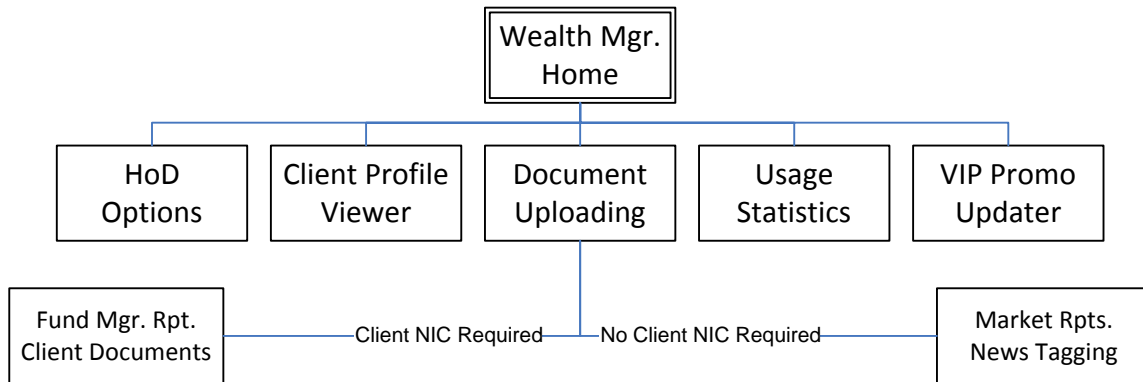 Wealth Mgr.
Home
HoD
Options
Client Profile
Viewer
Document
Uploading
Usage
Statistics
VIP Promo
Updater
Fund Mgr. Rpt.
Client Documents
Client NIC Required
No Client NIC Required
Market Rpts.
News Tagging